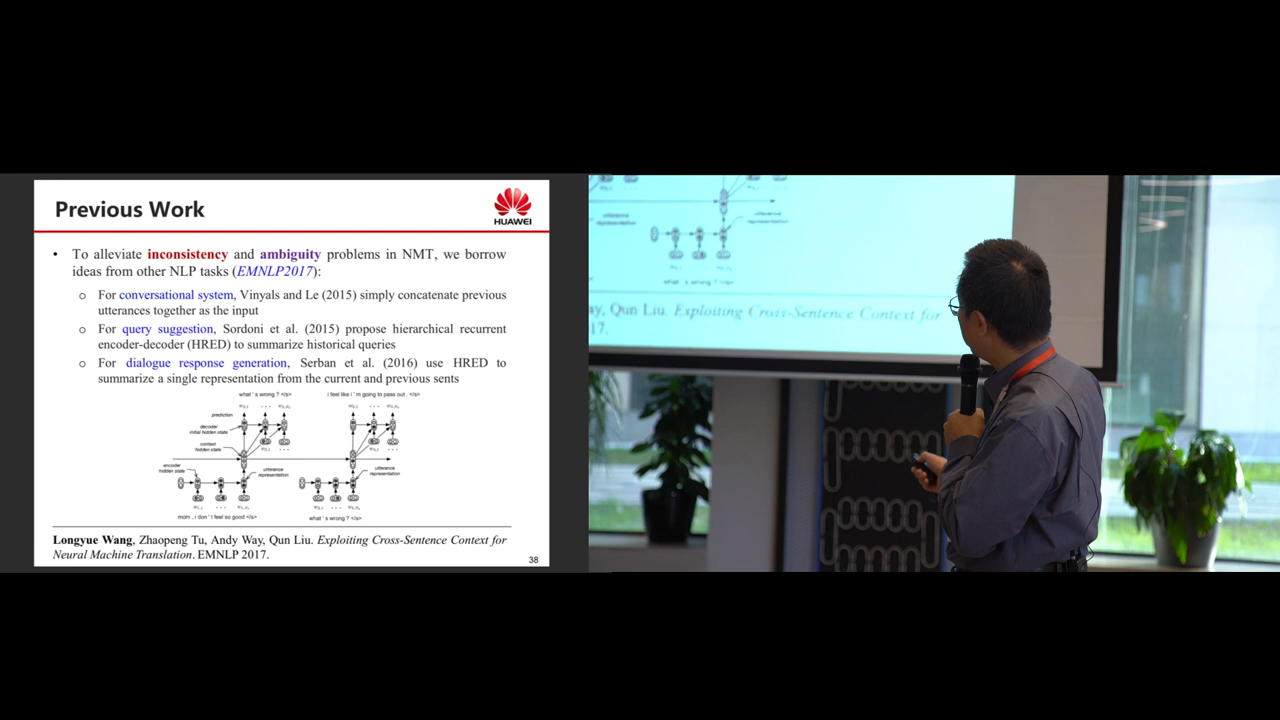 Previous Work
HUAWEI
• To alleviate inconsistency and ambiguity problems in NMT, we borrow
ideas from other NLP tasks (EMNLP2017):
o For conversational system, Vinyals and Le (2015) simply concatenate previous
utterances together as the input
o For query suggestion, Sordoni et al. (2015) propose hierarchical recurrent
encoder-decoder (HRED) to summarize historical queries
o For dialogue response generation, Serban et al. (2016) use HRED to
summarize a single representation from the current and previous sents
what ' s wrong ? </s>
i feel like i ' m going to pass out . </s>
prediction
decoder
initial hidden state
context
hidden state
encoder
hidden state
utterance
representation
utterance
representation
mom , i don ' t feel so good </s>
what ' s wrong ? </s>
Longyue Wang, Zhaopeng Tu, Andy Way, Qun Liu. Exploiting Cross-Sentence Context for
Neural Machine Translation. EMNLP 2017.
38
utterance
representation
utterance
representation
what ' s wrong ? </s>
ay, Qun Liu. Exploiting Cross-Sentence Context for
17.